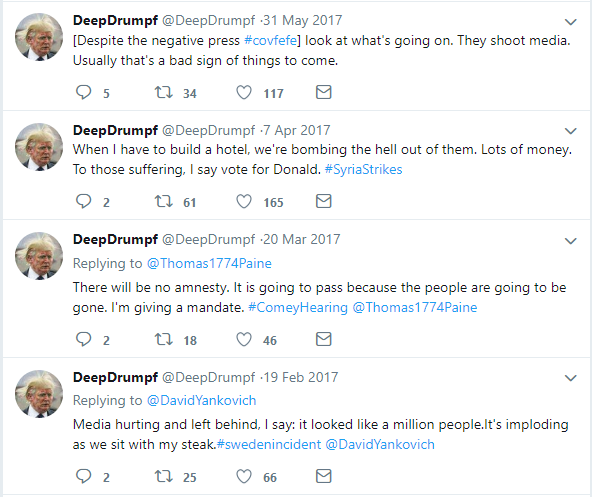 DeepDrumpf @DeepDrumpf ·31 May 2017
[Despite the negative press #covfefe] look at what's going on. They shoot media.
Usually that's a bad sign of things to come.
5 34 117
DeepDrumpf @DeepDrumpf ·7 Apr 2017
When I have to build a hotel, we're bombing the hell out of them. Lots of money.
To those suffering, I say vote for Donald. #SyriaStrikes
2 61 165
DeepDrumpf @DeepDrumpf ·20 Mar 2017
Replying to @Thomas1774Paine
There will be no amnesty. It is going to pass because the people are going to be
gone. I'm giving a mandate. #ComeyHearing @Thomas1774Paine
2 18 46
DeepDrumpf @DeepDrumpf ·19 Feb 2017
Replying to @DavidYankovich
Media hurting and left behind, I say: it looked like a million people.It's imploding
as we sit with my steak.#swedenincident @DavidYankovich
2 25 66